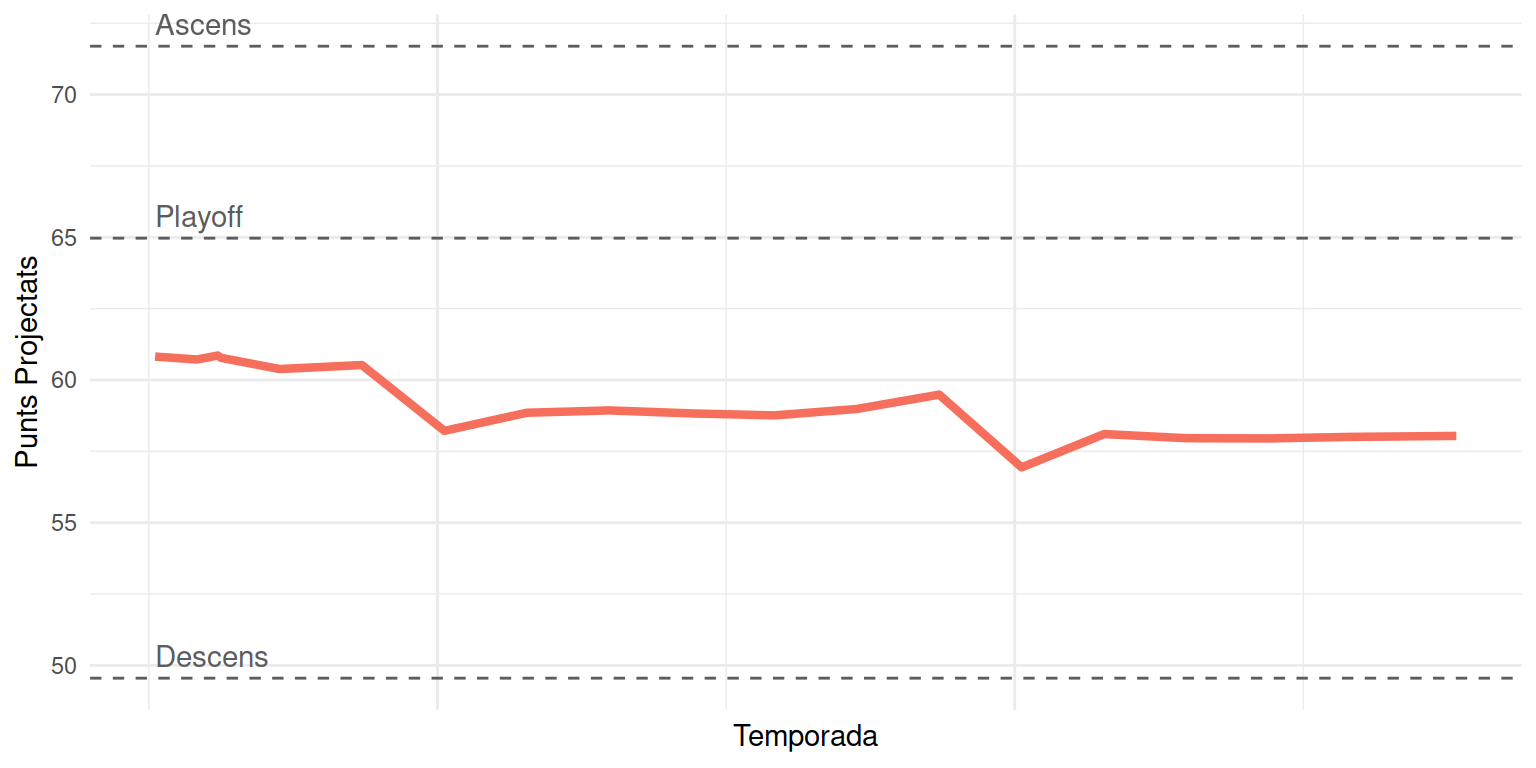 Ascens
70
Playoff
65
Punts Projectats
60
55
Descens
50
Temporada